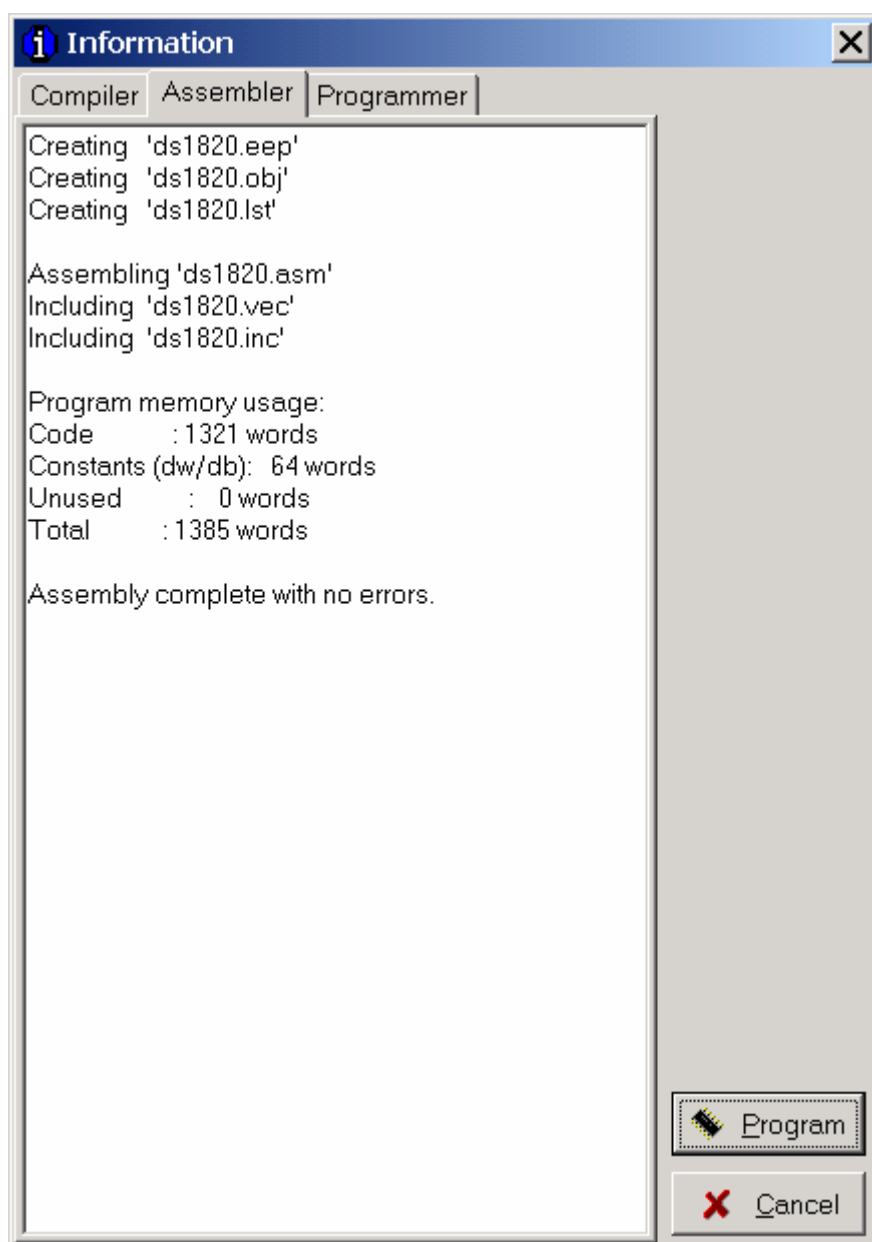 Information
Compiler Assembler Programmer
Creating 'ds1820.eep'
Creating 'ds1820.obj'
Creating 'ds1820.lst'
Assembling 'ds1820.asm'
Including 'ds1820.vec'
Including 'ds1820.inc'
Program memory usage:
Code : 1321 words
Constants (dw/db): 64 words
Unused : 0 words
Total : 1385 words
Assembly complete with no errors.
Program
Cancel